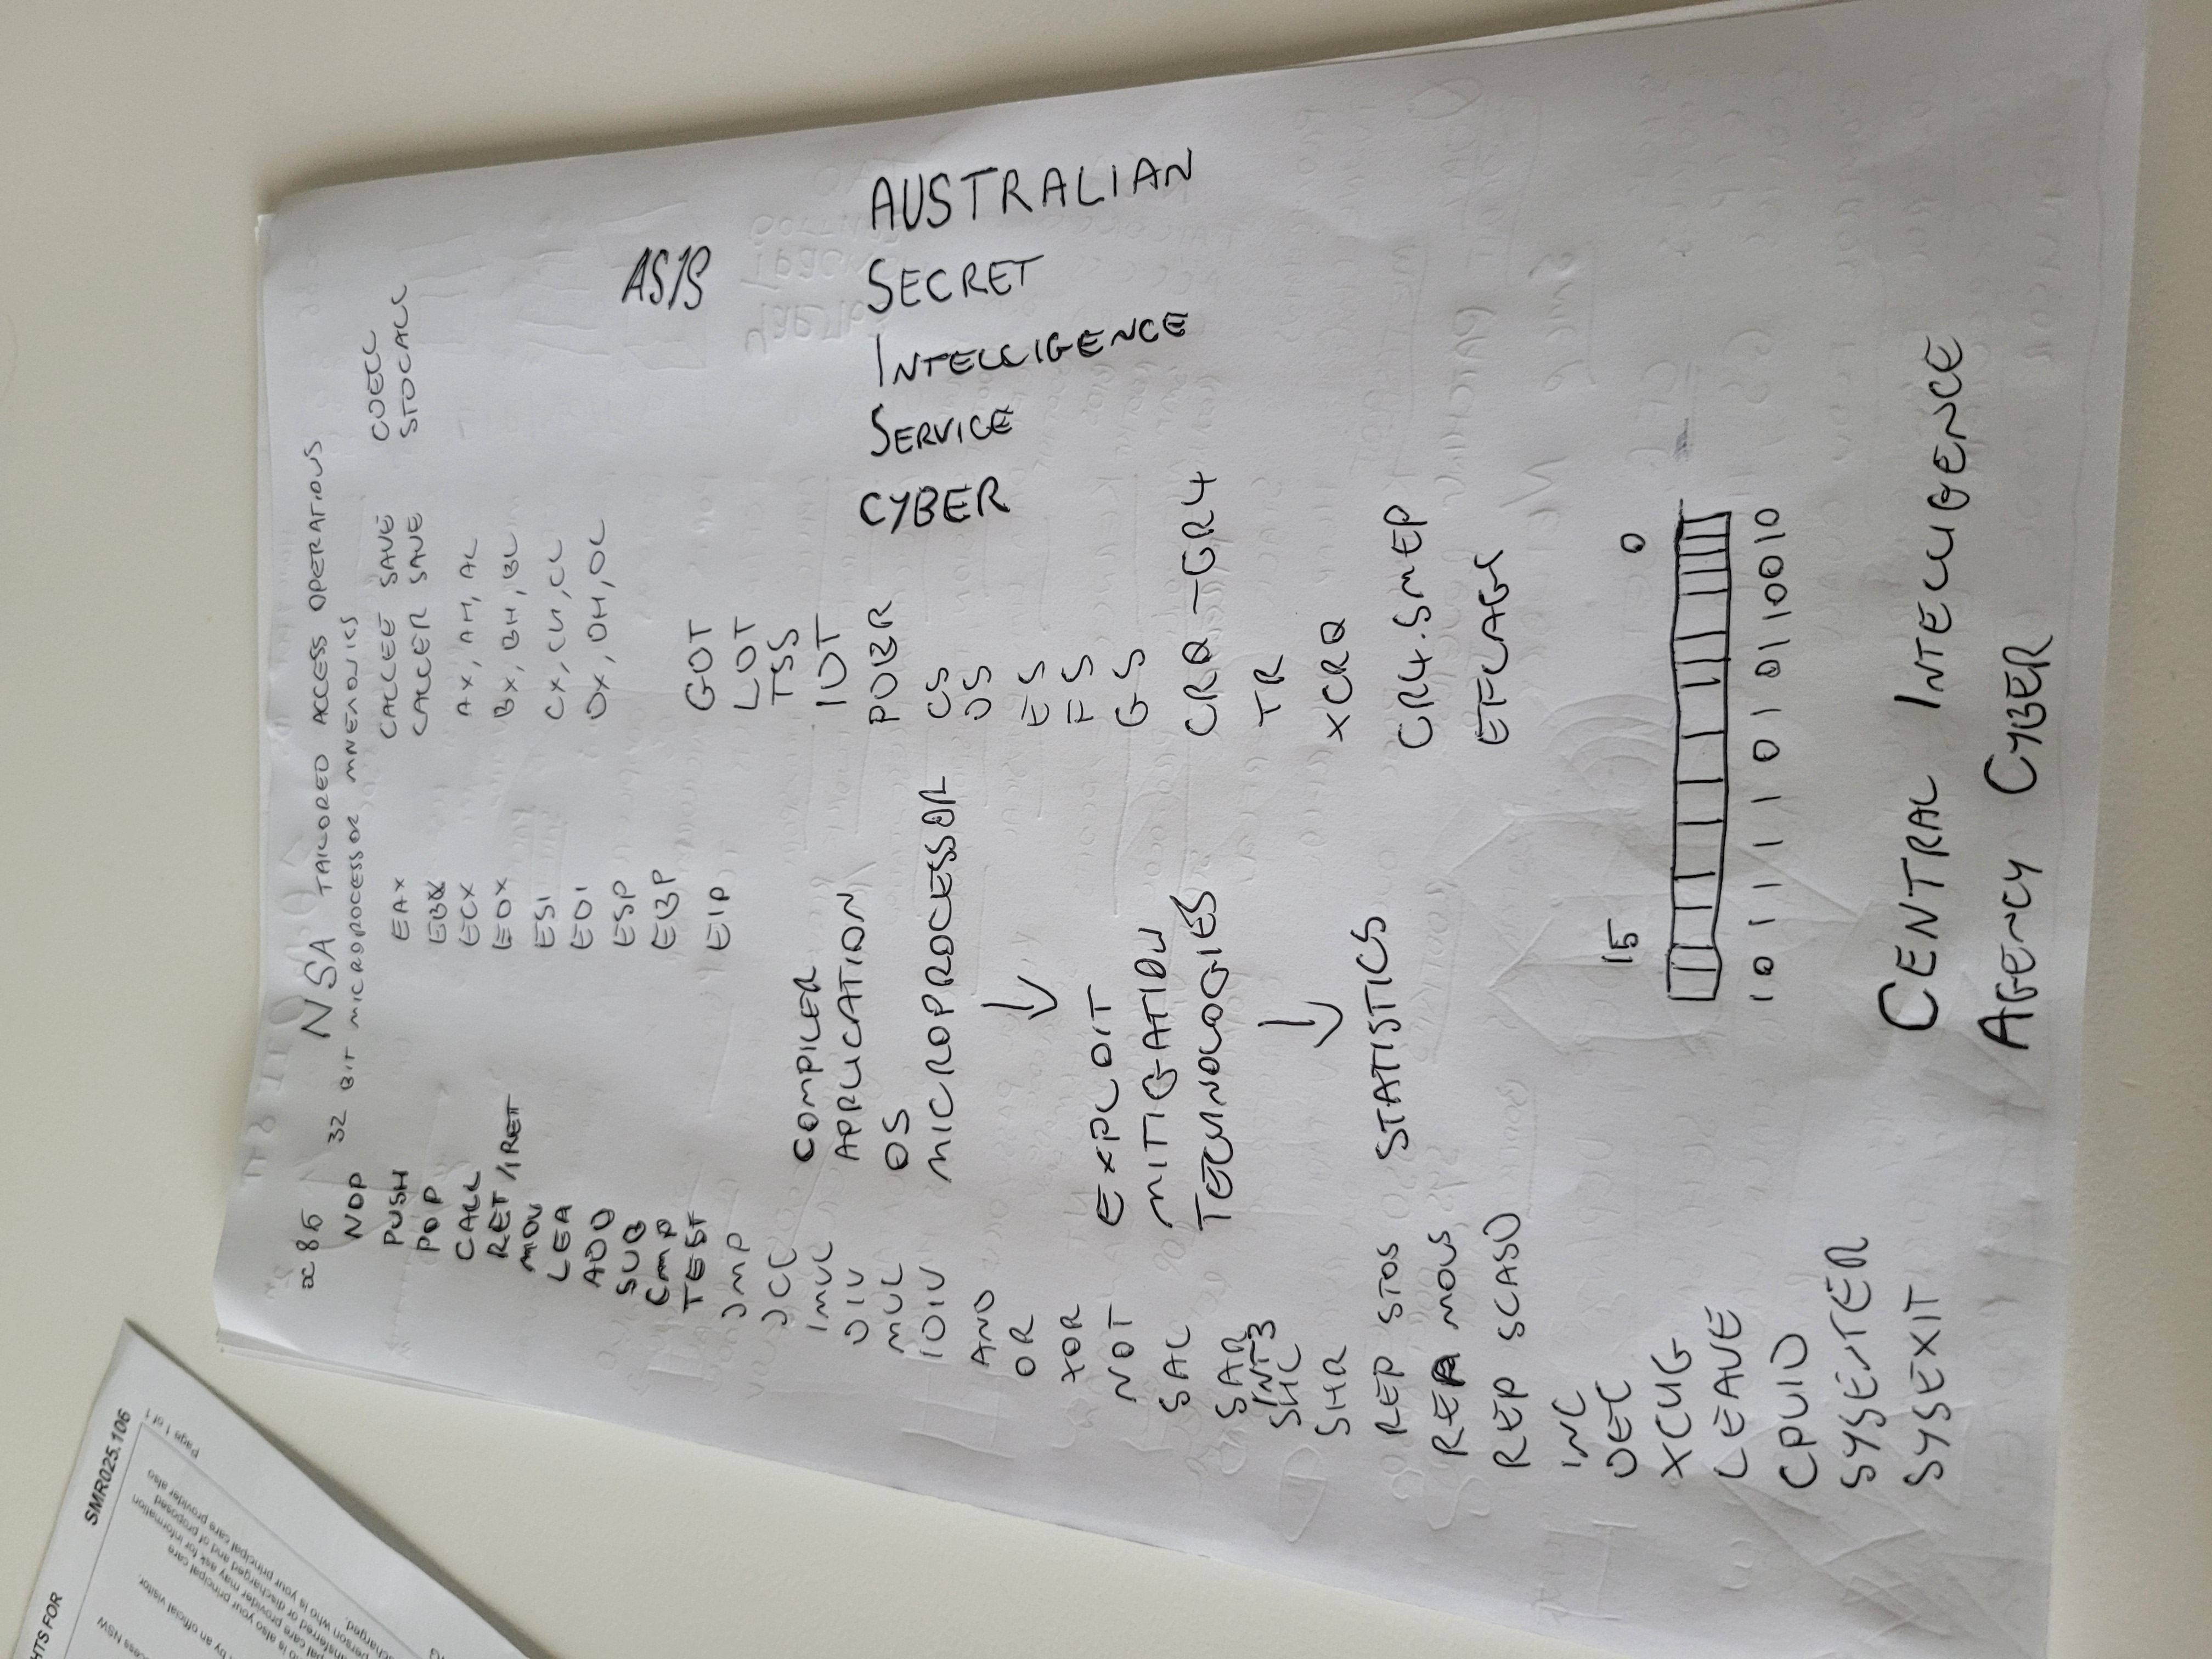 HTS FOR
SMR025.106
Page 1 of 1
cess NSW
by an official visitor.
is also your principal care
pal care provider may ask for information
nsferred or discharged and of proposed
person who is your principal care provider also
charged.
x86
NSA TAILORED ACCESS OPERATIONS
32 BIT MICROPROCESSOR MNEMONICS
NOP
PUSH
POP
CALL
RET/IRET
MOV
LEA
ADD
SUB
CMP
TEST
JMP
JCC
IMUL
DIV
MUL
IDIV
AND
OR
XOR
NOT
SAL
SAR
INT3
SHL
SHR
REP STOS
REP MOVS
REP SCASD
INC
DEC
XCHG
LEAVE
CPUID
SYSENTER
SYSEXIT
EAX
EBX
ECX
EDX
ESI
EDI
ESP
EBP
EIP
COMPILER
APPLICATION
OS
MICROPROCESSOR
EXPLOIT
MITIGATION
TECHNOLOGIES
STATISTICS
CALLEE SAVE CDECL
CALLER SAVE STDCALL
AX, AH, AL
BX, BH, BL
CX, CH, CL
DX, DH, DL
GDT
LDT
TSS
IDT
PDBR
CS
DS
ES
FS
GS
CR0 - CR4
TR
XCR0
CR4.SMEP
EFLAGS
ASIS
AUSTRALIAN
SECRET
INTELLIGENCE
SERVICE
CYBER
15 0
1 0 1 1 1 1 0 1 0 1 1 0 0 1 0
CENTRAL INTELLIGENCE
AGENCY CYBER